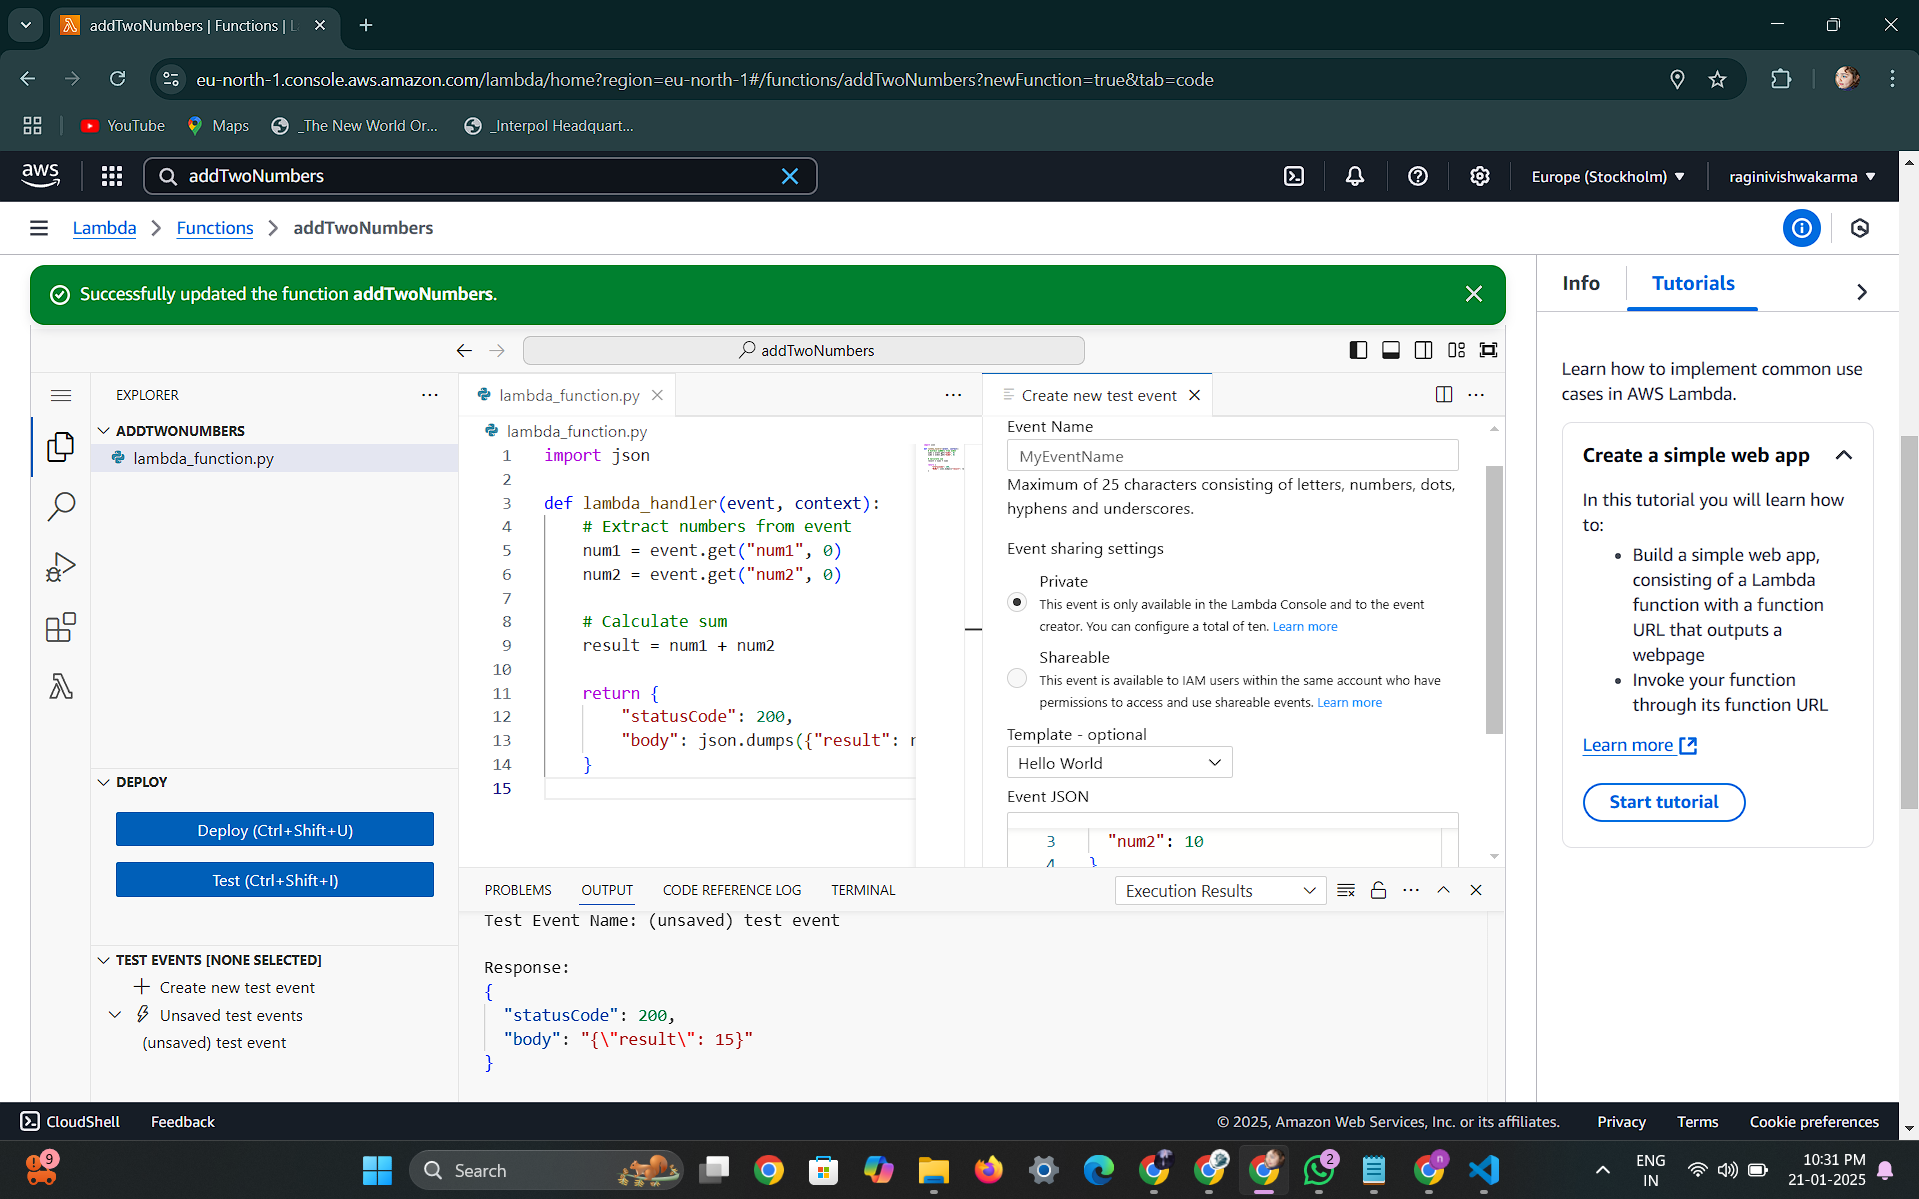 addTwoNumbers | Functions | L
eu-north-1.console.aws.amazon.com/lambda/home?region=eu-north-1#/functions/addTwoNumbers?newFunction=true&tab=code
YouTube
Maps
_The New World Or...
_Interpol Headquart...
aws
addTwoNumbers
Europe (Stockholm)
raginivishwakarma
Lambda
Functions
addTwoNumbers
Successfully updated the function addTwoNumbers.
Info
Tutorials
addTwoNumbers
EXPLORER
ADDTWONUMBERS
lambda_function.py
lambda_function.py
lambda_function.py
1 import json
2
3 def lambda_handler(event, context):
4 # Extract numbers from event
5 num1 = event.get("num1", 0)
6 num2 = event.get("num2", 0)
7
8 # Calculate sum
9 result = num1 + num2
10
11 return {
12 "statusCode": 200,
13 "body": json.dumps({"result": r
14 }
15
Create new test event
Event Name
MyEventName
Maximum of 25 characters consisting of letters, numbers, dots,
hyphens and underscores.
Event sharing settings
Private
This event is only available in the Lambda Console and to the event
creator. You can configure a total of ten. Learn more
Shareable
This event is available to IAM users within the same account who have
permissions to access and use shareable events. Learn more
Template - optional
Hello World
Event JSON
3 "num2": 10
4 }
Learn how to implement common use
cases in AWS Lambda.
Create a simple web app
In this tutorial you will learn how
to:
• Build a simple web app,
consisting of a Lambda
function with a function
URL that outputs a
webpage
• Invoke your function
through its function URL
Learn more
Start tutorial
DEPLOY
Deploy (Ctrl+Shift+U)
Test (Ctrl+Shift+I)
TEST EVENTS [NONE SELECTED]
Create new test event
Unsaved test events
(unsaved) test event
PROBLEMS
OUTPUT
CODE REFERENCE LOG
TERMINAL
Execution Results
Test Event Name: (unsaved) test event
Response:
{
"statusCode": 200,
"body": "{\"result\": 15}"
}
CloudShell
Feedback
© 2025, Amazon Web Services, Inc. or its affiliates.
Privacy
Terms
Cookie preferences
9
Search
2
n
ENG
IN
10:31 PM
21-01-2025